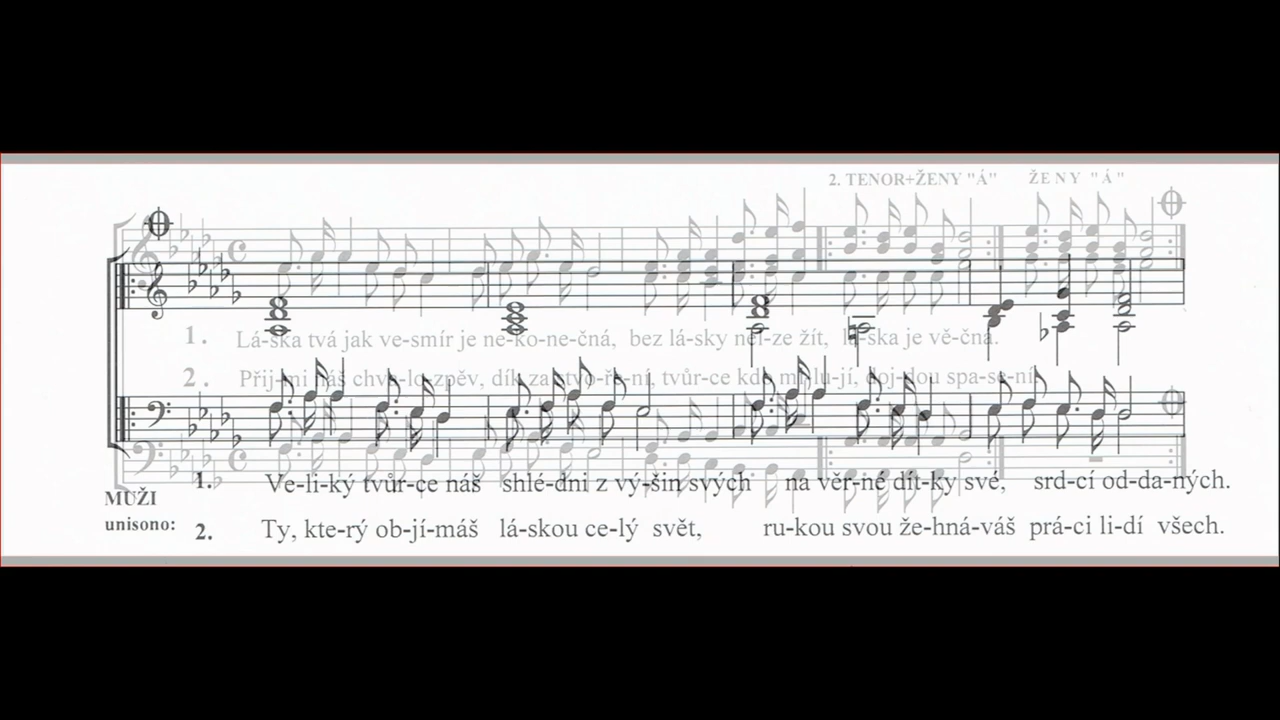 2. TENOR+ŽENY "Á" ŽENY "Á"
1. Lá-ska tvá jak ve-smír je ne-ko-ne-čná, bez lá-sky nel-ze žít, lá-ska je vě-čná.
2. Přij-mi náš chva-lo-zpěv, dík za stvo-ře-ní, tvůr-ce kdo mi-lu-jí, doj-dou spa-se-ní.
1. Ve-li-ký tvůr-če náš shlé-dni z vý-šin svých na věr-né dít-ky své, srd-cí od-da-ných.
MUŽI
unisono:
2. Ty, kte-rý ob-jí-máš lá-skou ce-lý svět, ru-kou svou že-hná-váš prá-ci li-dí všech.